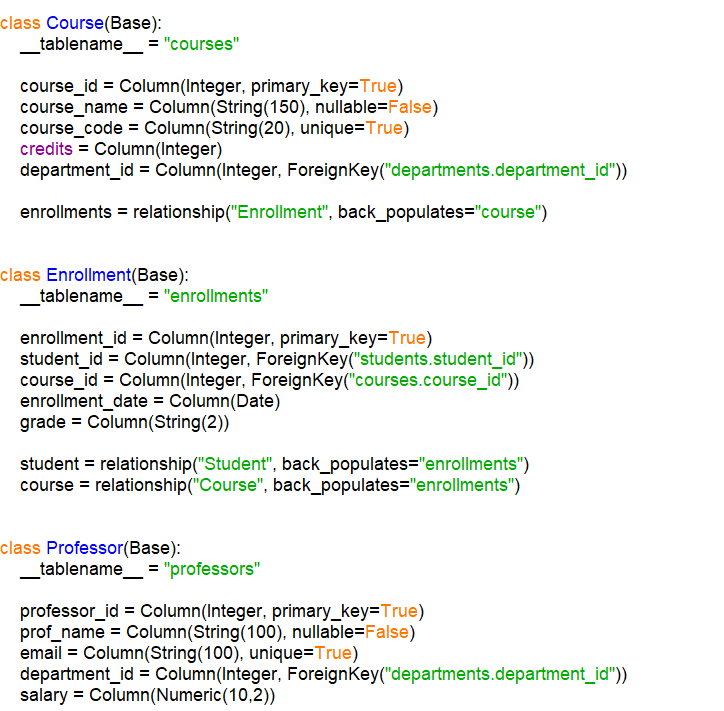 class Course(Base):
    __tablename__ = "courses"

    course_id = Column(Integer, primary_key=True)
    course_name = Column(String(150), nullable=False)
    course_code = Column(String(20), unique=True)
    credits = Column(Integer)
    department_id = Column(Integer, ForeignKey("departments.department_id"))

    enrollments = relationship("Enrollment", back_populates="course")


class Enrollment(Base):
    __tablename__ = "enrollments"

    enrollment_id = Column(Integer, primary_key=True)
    student_id = Column(Integer, ForeignKey("students.student_id"))
    course_id = Column(Integer, ForeignKey("courses.course_id"))
    enrollment_date = Column(Date)
    grade = Column(String(2))

    student = relationship("Student", back_populates="enrollments")
    course = relationship("Course", back_populates="enrollments")


class Professor(Base):
    __tablename__ = "professors"

    professor_id = Column(Integer, primary_key=True)
    prof_name = Column(String(100), nullable=False)
    email = Column(String(100), unique=True)
    department_id = Column(Integer, ForeignKey("departments.department_id"))
    salary = Column(Numeric(10,2))